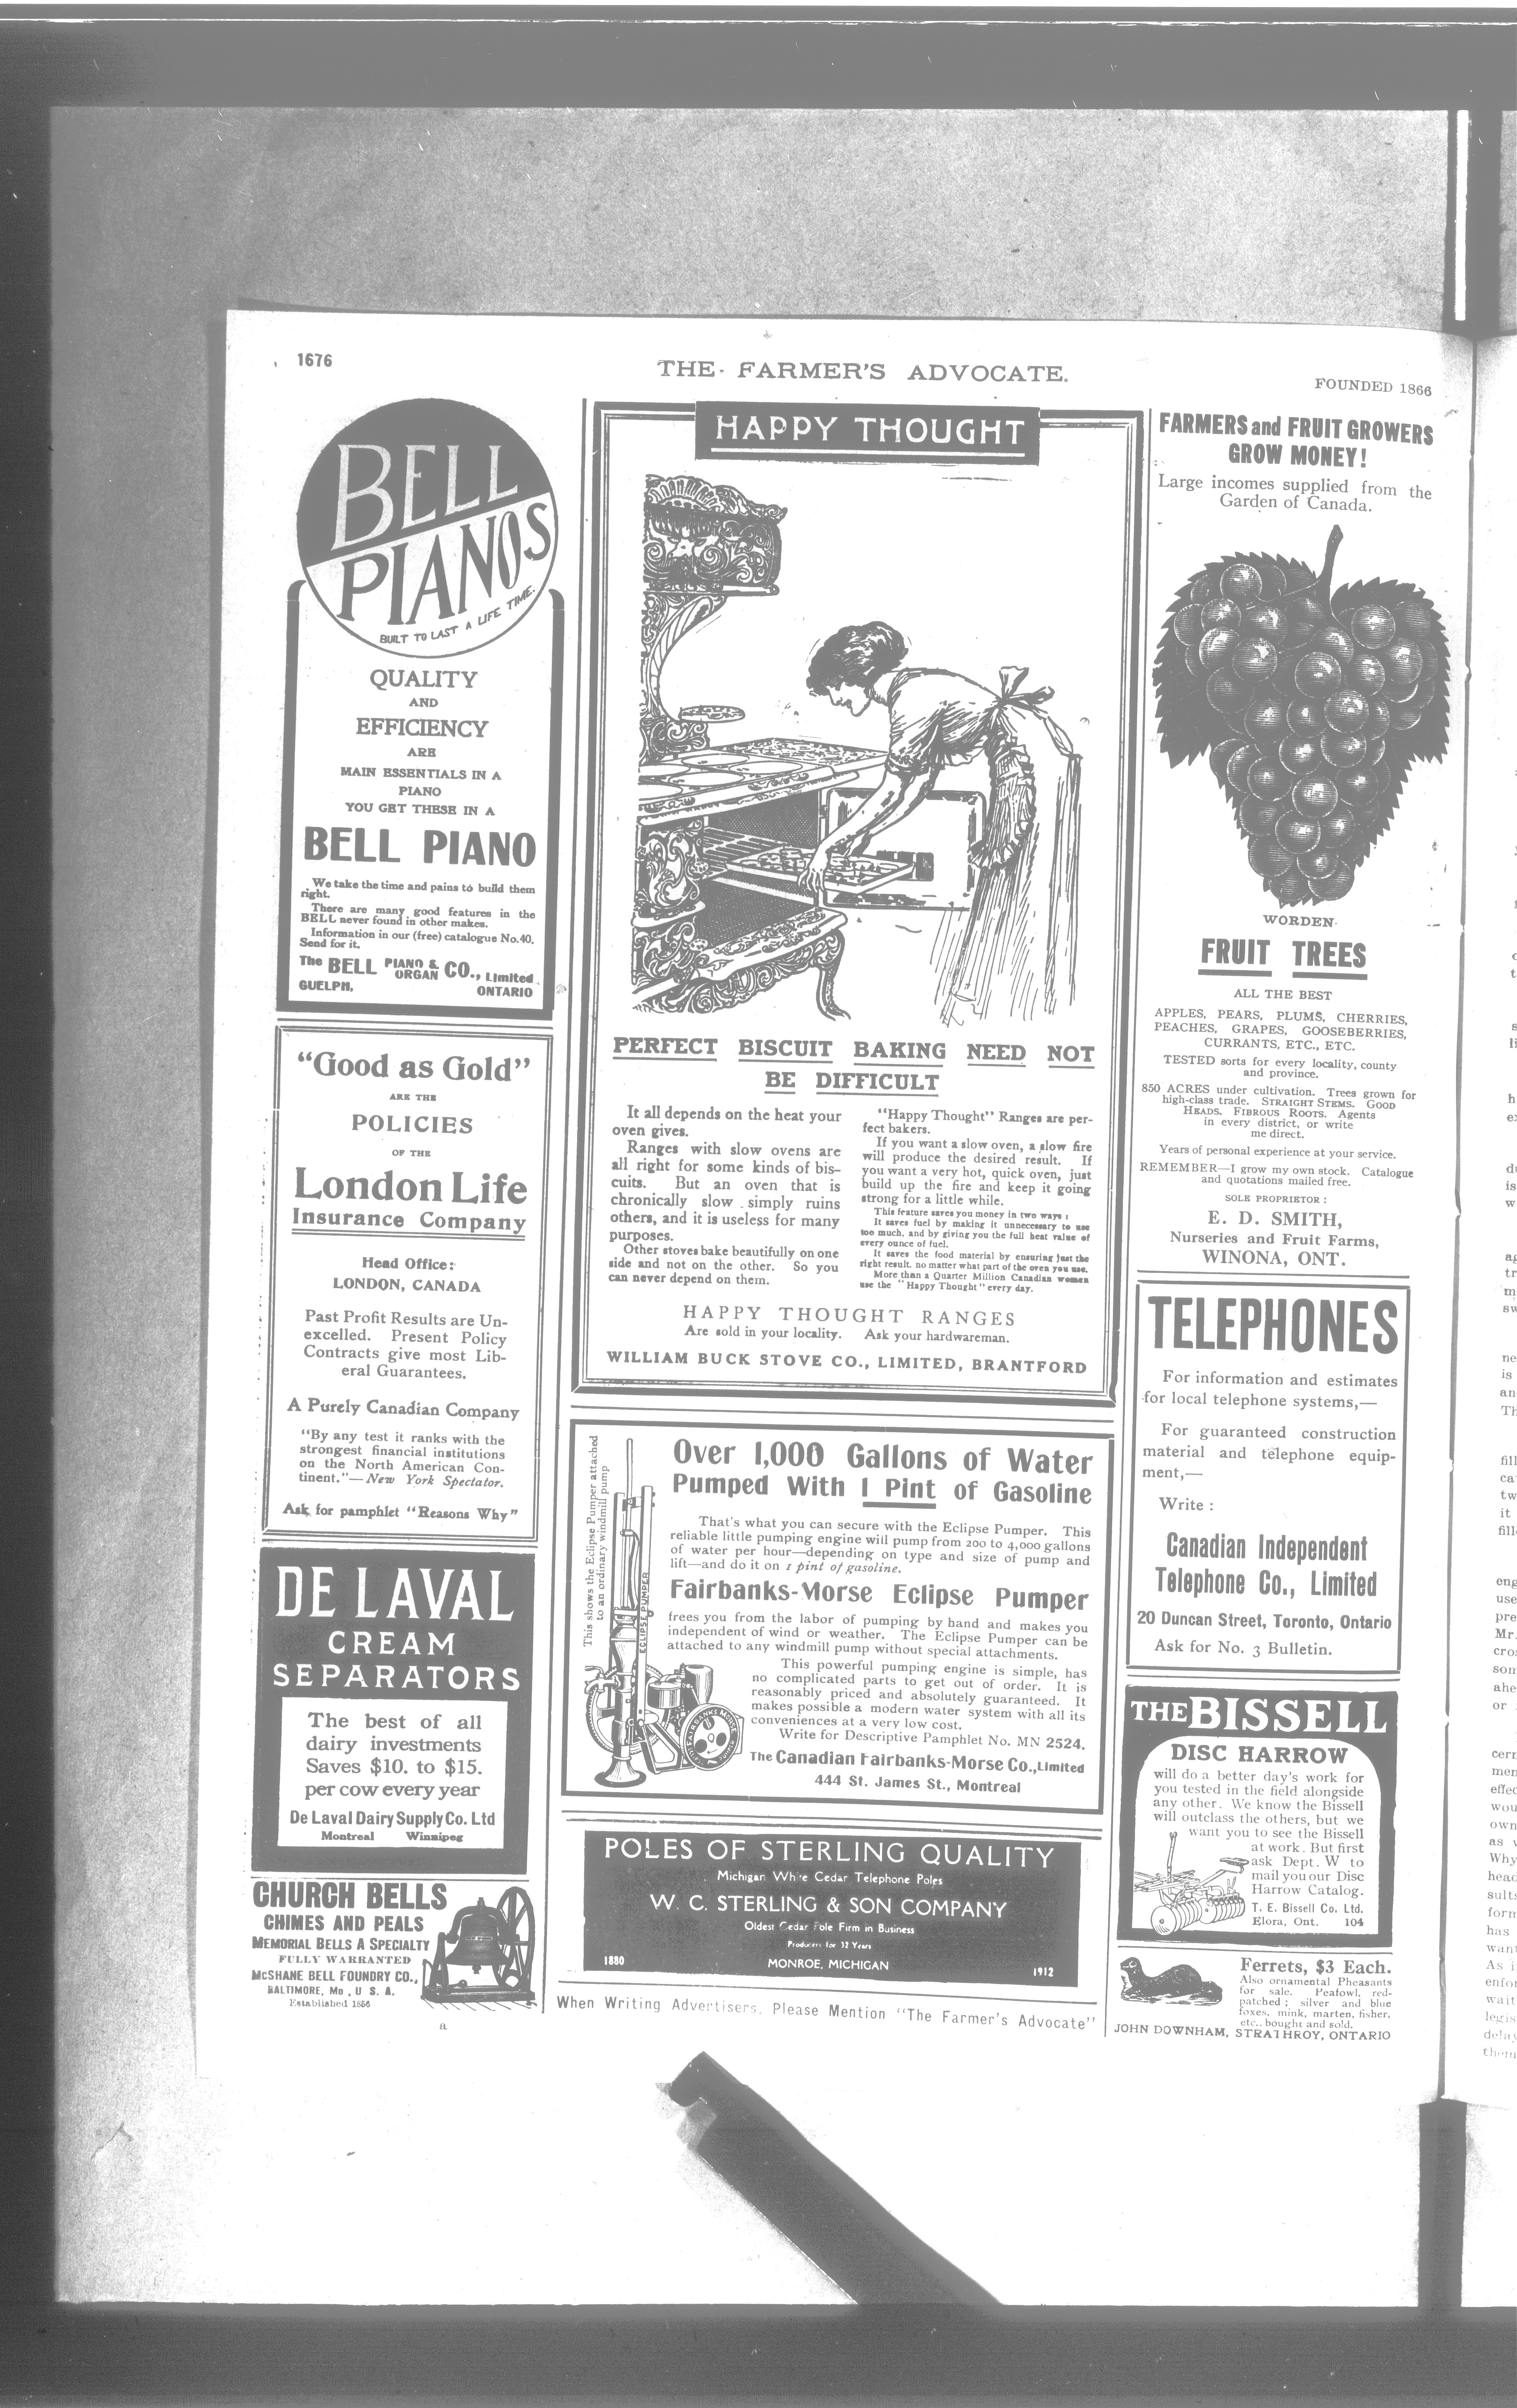 1676
THE FARMER'S ADVOCATE.
FOUNDED 1866
BELL
PIANOS
BUILT TO LAST A LIFE TIME.
QUALITY
AND
EFFICIENCY
ARE
MAIN ESSENTIALS IN A
PIANO
YOU GET THESE IN A
BELL PIANO
We take the time and pains to build them
right.
There are many good features in the
BELL never found in other makes.
Information in our (free) catalogue No.40.
Send for it.
The BELL PIANO & ORGAN CO., Limited
GUELPH, ONTARIO
"Good as Gold"
ARE THE
POLICIES
OF THE
London Life
Insurance Company
Head Office:
LONDON, CANADA
Past Profit Results are Un-
excelled. Present Policy
Contracts give most Lib-
eral Guarantees.
A Purely Canadian Company
"By any test it ranks with the
strongest financial institutions
on the North American Con-
tinent."—New York Spectator.
Ask for pamphlet "Reasons Why"
DE LAVAL
CREAM
SEPARATORS
The best of all
dairy investments
Saves $10. to $15.
per cow every year
De Laval Dairy Supply Co. Ltd
Montreal Winnipeg
CHURCH BELLS
CHIMES AND PEALS
MEMORIAL BELLS A SPECIALTY
FULLY WARRANTED
McSHANE BELL FOUNDRY CO.,
BALTIMORE, MD., U. S. A.
Established 1856
a
HAPPY THOUGHT
PERFECT BISCUIT BAKING NEED NOT
BE DIFFICULT
It all depends on the heat your
oven gives.
Ranges with slow ovens are
all right for some kinds of bis-
cuits. But an oven that is
chronically slow simply ruins
others, and it is useless for many
purposes.
Other stoves bake beautifully on one
side and not on the other. So you
can never depend on them.
"Happy Thought" Ranges are per-
fect bakers.
If you want a slow oven, a slow fire
will produce the desired result. If
you want a very hot, quick oven, just
build up the fire and keep it going
strong for a little while.
This feature saves you money in two ways:
It saves fuel by making it unnecessary to use
too much, and by giving you the full heat value of
every ounce of fuel.
It saves the food material by ensuring just the
right result, no matter what part of the oven you use.
More than a Quarter Million Canadian women
use the "Happy Thought" every day.
HAPPY THOUGHT RANGES
Are sold in your locality. Ask your hardwareman.
WILLIAM BUCK STOVE CO., LIMITED, BRANTFORD
This shows the Eclipse Pumper attached
to an ordinary windmill pump
ECLIPSE PUMPER
FAIRBANKS MORSE
Over 1,000 Gallons of Water
Pumped With 1 Pint of Gasoline
That's what you can secure with the Eclipse Pumper. This
reliable little pumping engine will pump from 200 to 4,000 gallons
of water per hour—depending on type and size of pump and
lift—and do it on 1 pint of gasoline.
Fairbanks-Morse Eclipse Pumper
frees you from the labor of pumping by hand and makes you
independent of wind or weather. The Eclipse Pumper can be
attached to any windmill pump without special attachments.
This powerful pumping engine is simple, has
no complicated parts to get out of order. It is
reasonably priced and absolutely guaranteed. It
makes possible a modern water system with all its
conveniences at a very low cost.
Write for Descriptive Pamphlet No. MN 2524.
The Canadian Fairbanks-Morse Co., Limited
444 St. James St., Montreal
POLES OF STERLING QUALITY
Michigan White Cedar Telephone Poles
W. C. STERLING & SON COMPANY
Oldest Cedar Pole Firm in Business
Producers for 32 Years
1880 MONROE, MICHIGAN 1912
When Writing Advertisers, Please Mention "The Farmer's Advocate"
FARMERS and FRUIT GROWERS
GROW MONEY!
Large incomes supplied from the
Garden of Canada.
WORDEN
FRUIT TREES
ALL THE BEST
APPLES, PEARS, PLUMS, CHERRIES,
PEACHES, GRAPES, GOOSEBERRIES,
CURRANTS, ETC., ETC.
TESTED sorts for every locality, county
and province.
850 ACRES under cultivation. Trees grown for
high-class trade. STRAIGHT STEMS. GOOD
HEADS. FIBROUS ROOTS. Agents
in every district, or write
me direct.
Years of personal experience at your service.
REMEMBER—I grow my own stock. Catalogue
and quotations mailed free.
SOLE PROPRIETOR:
E. D. SMITH,
Nurseries and Fruit Farms,
WINONA, ONT.
TELEPHONES
For information and estimates
for local telephone systems,—
For guaranteed construction
material and telephone equip-
ment,—
Write:
Canadian Independent
Telephone Co., Limited
20 Duncan Street, Toronto, Ontario
Ask for No. 3 Bulletin.
THE BISSELL
DISC HARROW
will do a better day's work for
you tested in the field alongside
any other. We know the Bissell
will outclass the others, but we
want you to see the Bissell
at work. But first
ask Dept. W to
mail you our Disc
Harrow Catalog.
T. E. Bissell Co. Ltd.
Elora, Ont. 104
Ferrets, $3 Each.
Also ornamental Pheasants
for sale. Peafowl, red-
patched; silver and blue
foxes, mink, marten, fisher,
etc., bought and sold.
JOHN DOWNHAM, STRATHROY, ONTARIO